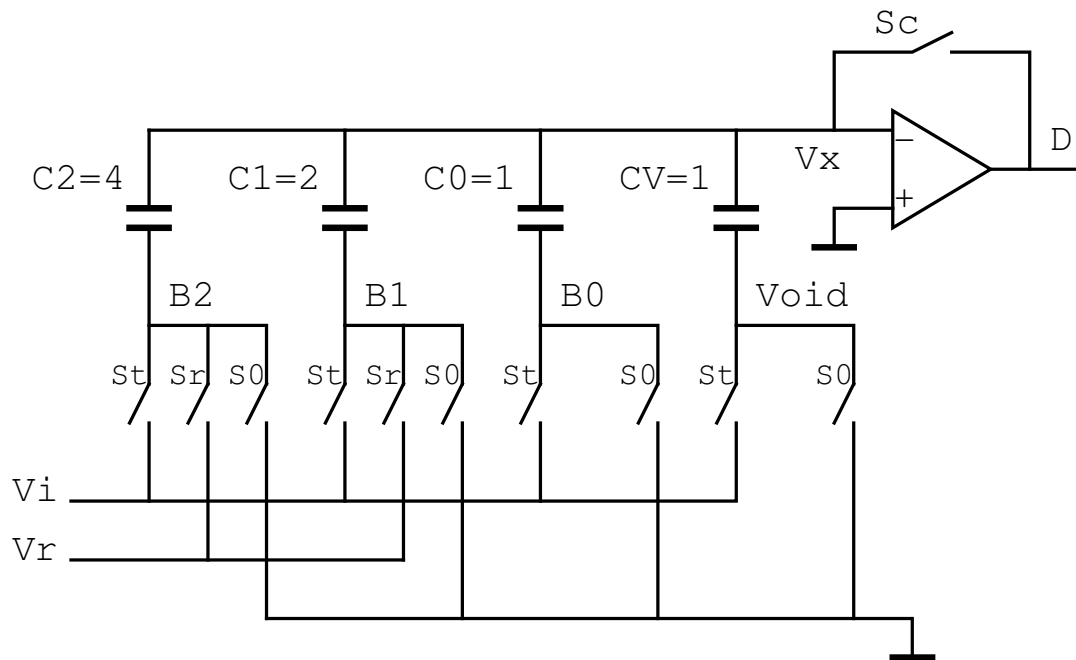 Sc
D
Vx
−
+
C2=4 C1=2 C0=1 CV=1
B2 B1 B0 Void
St Sr S0 St Sr S0 St S0 St S0
Vi
Vr